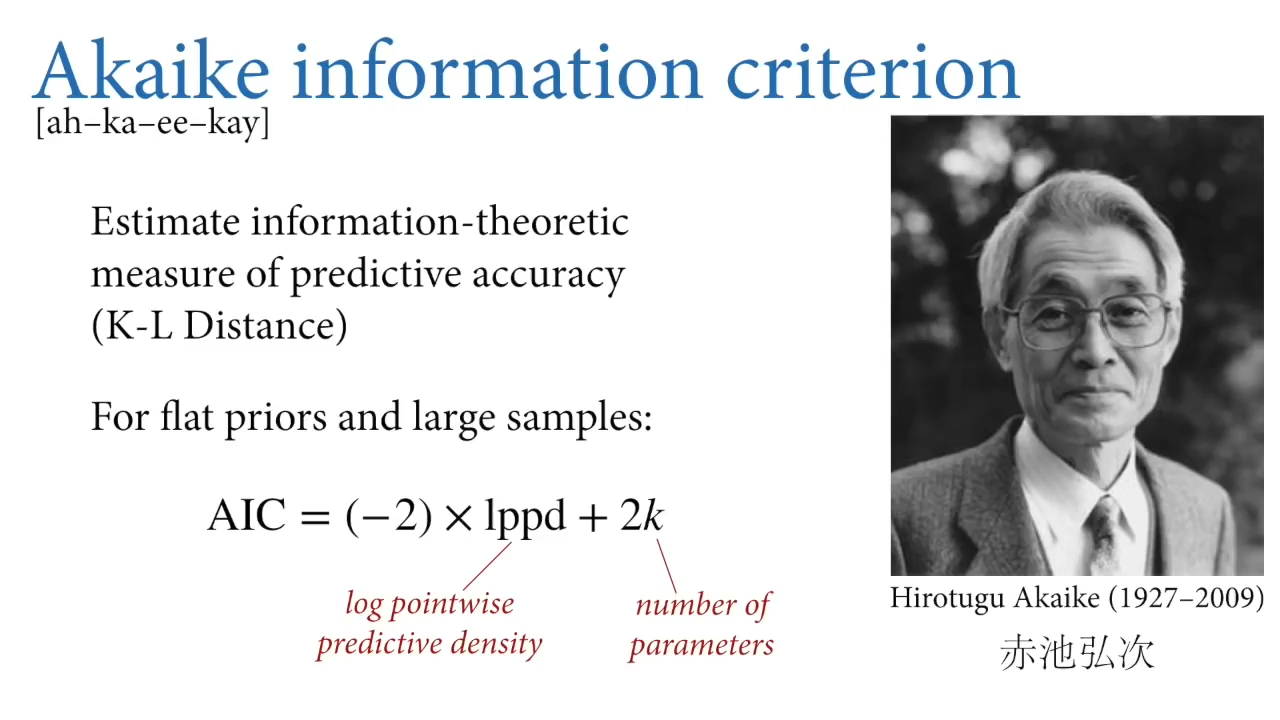 Akaike information criterion
[ah–ka–ee–kay]
Estimate information-theoretic
measure of predictive accuracy
(K-L Distance)
For flat priors and large samples:
AIC = (−2) × lppd + 2k
log pointwise
predictive density
number of
parameters
Hirotugu Akaike (1927–2009)
赤池弘次